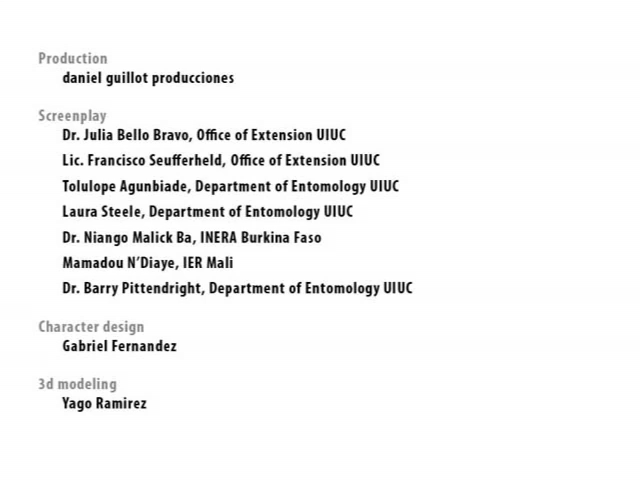 Production
daniel guillot producciones
Screenplay
Dr. Julia Bello Bravo, Office of Extension UIUC
Lic. Francisco Seufferheld, Office of Extension UIUC
Tolulope Agunbiade, Department of Entomology UIUC
Laura Steele, Department of Entomology UIUC
Dr. Niango Malick Ba, INERA Burkina Faso
Mamadou N’Diaye, IER Mali
Dr. Barry Pittendright, Department of Entomology UIUC
Character design
Gabriel Fernandez
3d modeling
Yago Ramirez